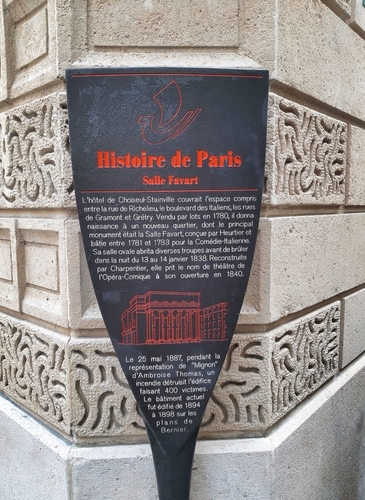 Histoire de Paris
Salle Favart
L'hôtel de Choiseul-Stainville couvrait l'espace compris
entre la rue de Richelieu, le boulevard des Italiens, les rues
de Gramont et Grétry. Vendu par lots en 1780, il donna
naissance à un nouveau quartier, dont le principal
monument était la Salle Favart, conçue par Heurtier et
bâtie entre 1781 et 1783 pour la Comédie-Italienne.
Sa salle ovale abrita diverses troupes avant de brûler
dans la nuit du 13 au 14 janvier 1838. Reconstruite
par Charpentier, elle prit le nom de théâtre de
l'Opéra-Comique à son ouverture en 1840.
Le 25 mai 1887, pendant la
représentation de "Mignon"
d'Ambroise Thomas, un
incendie détruisit l'édifice
faisant 400 victimes.
Le bâtiment actuel
fut édifié de 1894
à 1898 sur les
plans de
Bernier.